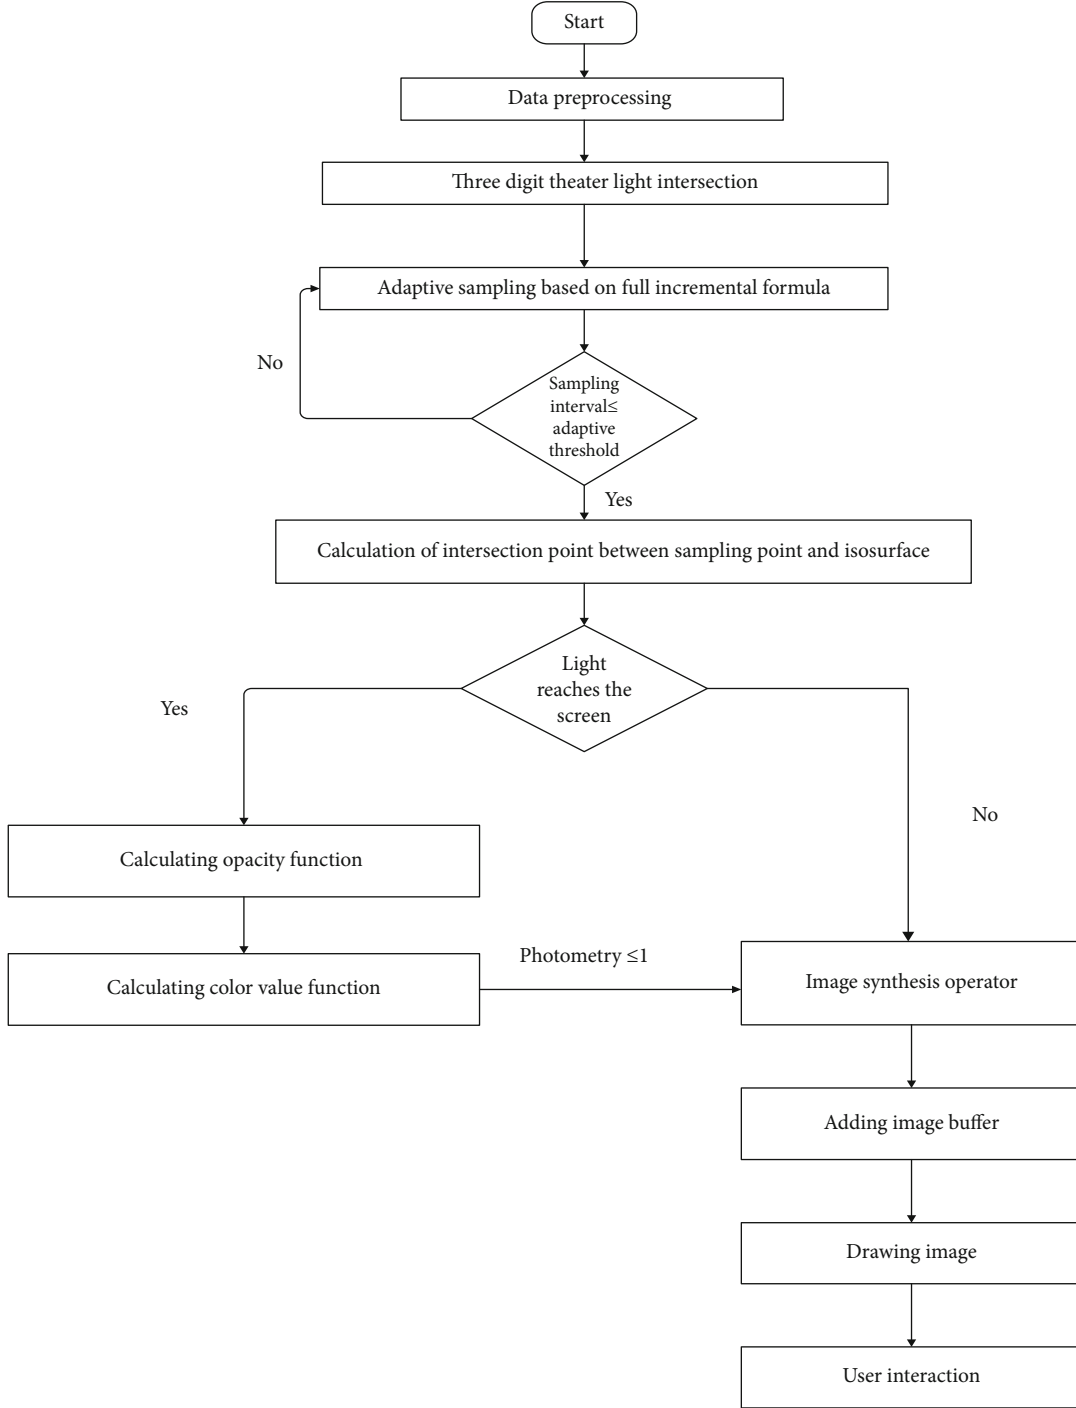 Start
Data preprocessing
Three digit theater light intersection
Adaptive sampling based on full incremental formula
No
Sampling
interval≤
adaptive
threshold
Yes
Calculation of intersection point between sampling point and isosurface
Light
reaches the
screen
Yes
No
Calculating opacity function
Photometry ≤1
Calculating color value function
Image synthesis operator
Adding image buffer
Drawing image
User interaction